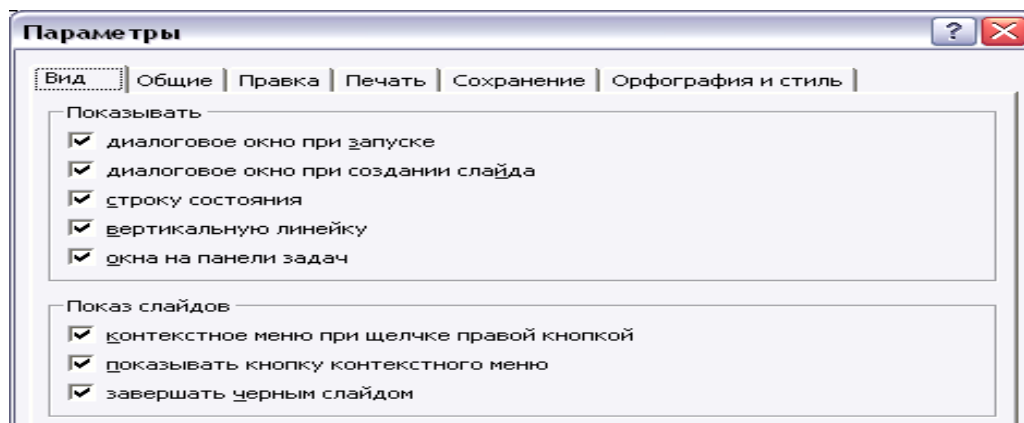 Параметры
Вид Общие Правка Печать Сохранение Орфография и стиль
Показывать
диалоговое окно при запуске
диалоговое окно при создании слайда
строку состояния
вертикальную линейку
окна на панели задач
Показ слайдов
контекстное меню при щелчке правой кнопкой
показывать кнопку контекстного меню
завершать черным слайдом